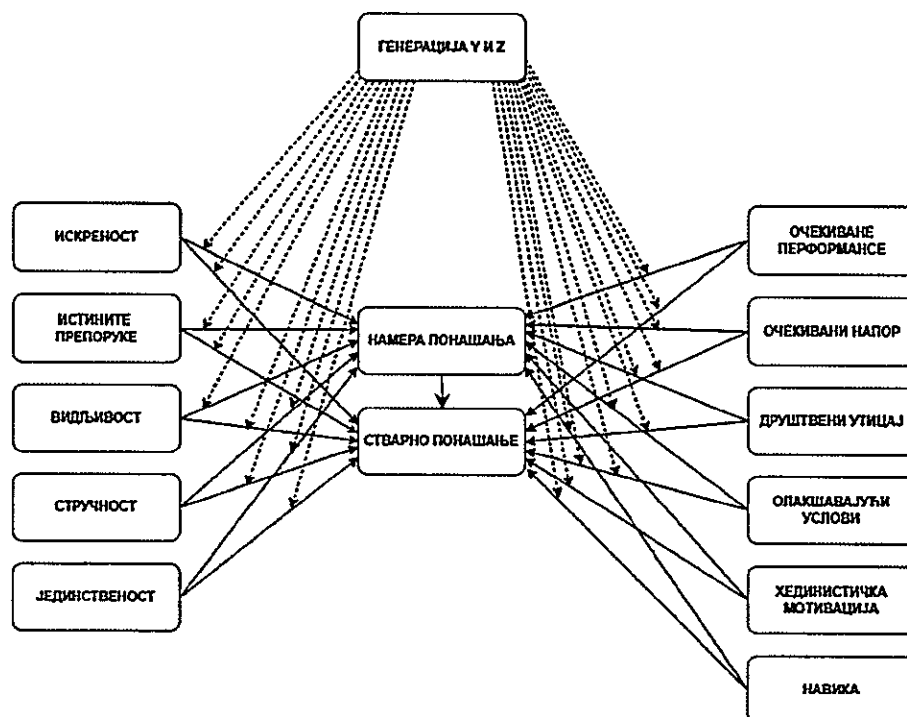 ГЕНЕРАЦИЈА Y И Z
ИСКРЕНОСТ
ИСТИНИТЕ
ПРЕПОРУКЕ
ВИДЉИВОСТ
СТРУЧНОСТ
ЈЕДИНСТВЕНОСТ
НАМЕРА ПОНАШАЊА
СТВАРНО ПОНАШАЊЕ
ОЧЕКИВАНЕ
ПЕРФОРМАНСЕ
ОЧЕКИВАНИ НАПОР
ДРУШТВЕНИ УТИЦАЈ
ОЛАКШАВАЈУЋИ
УСЛОВИ
ХЕДИНИСТИЧКА
МОТИВАЦИЈА
НАВИКА